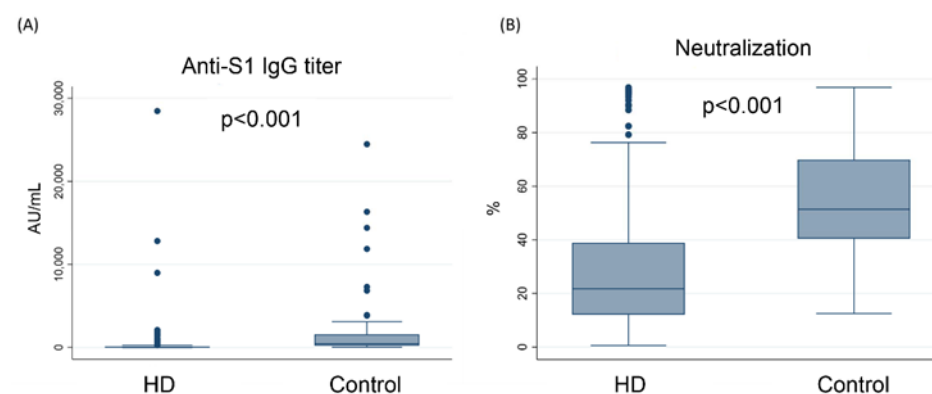 (A)
Anti-S1 IgG titer
p<0.001
AU/mL
30,000
20,000
10,000
0
HD
Control
(B)
Neutralization
p<0.001
%
100
80
60
40
20
0
HD
Control